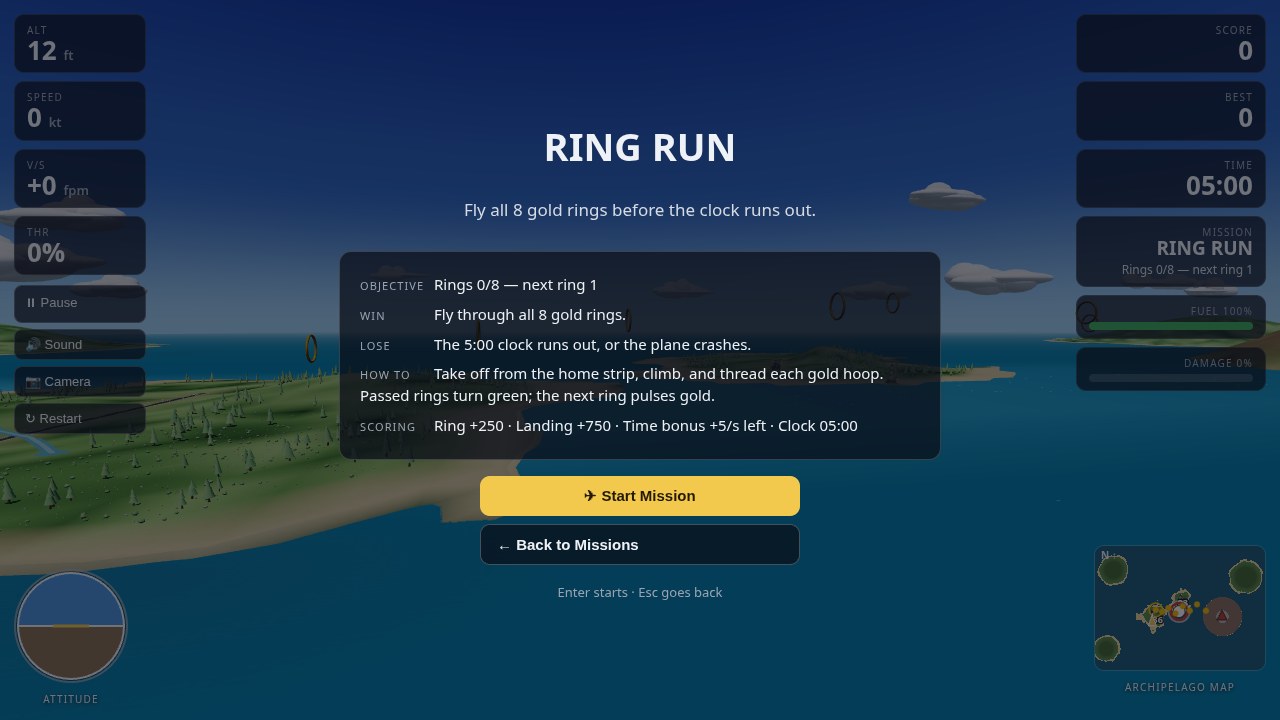 ALT
12 ft
SPEED
0 kt
V/S
+0 fpm
THR
0%
Pause
Sound
Camera
↻ Restart
ATTITUDE
RING RUN
Fly all 8 gold rings before the clock runs out.
OBJECTIVE Rings 0/8 — next ring 1
WIN Fly through all 8 gold rings.
LOSE The 5:00 clock runs out, or the plane crashes.
HOW TO Take off from the home strip, climb, and thread each gold hoop.
Passed rings turn green; the next ring pulses gold.
SCORING Ring +250 · Landing +750 · Time bonus +5/s left · Clock 05:00
✈ Start Mission
← Back to Missions
Enter starts · Esc goes back
SCORE
0
BEST
0
TIME
05:00
MISSION
RING RUN
Rings 0/8 — next ring 1
FUEL 100%
DAMAGE 0%
N
ARCHIPELAGO MAP